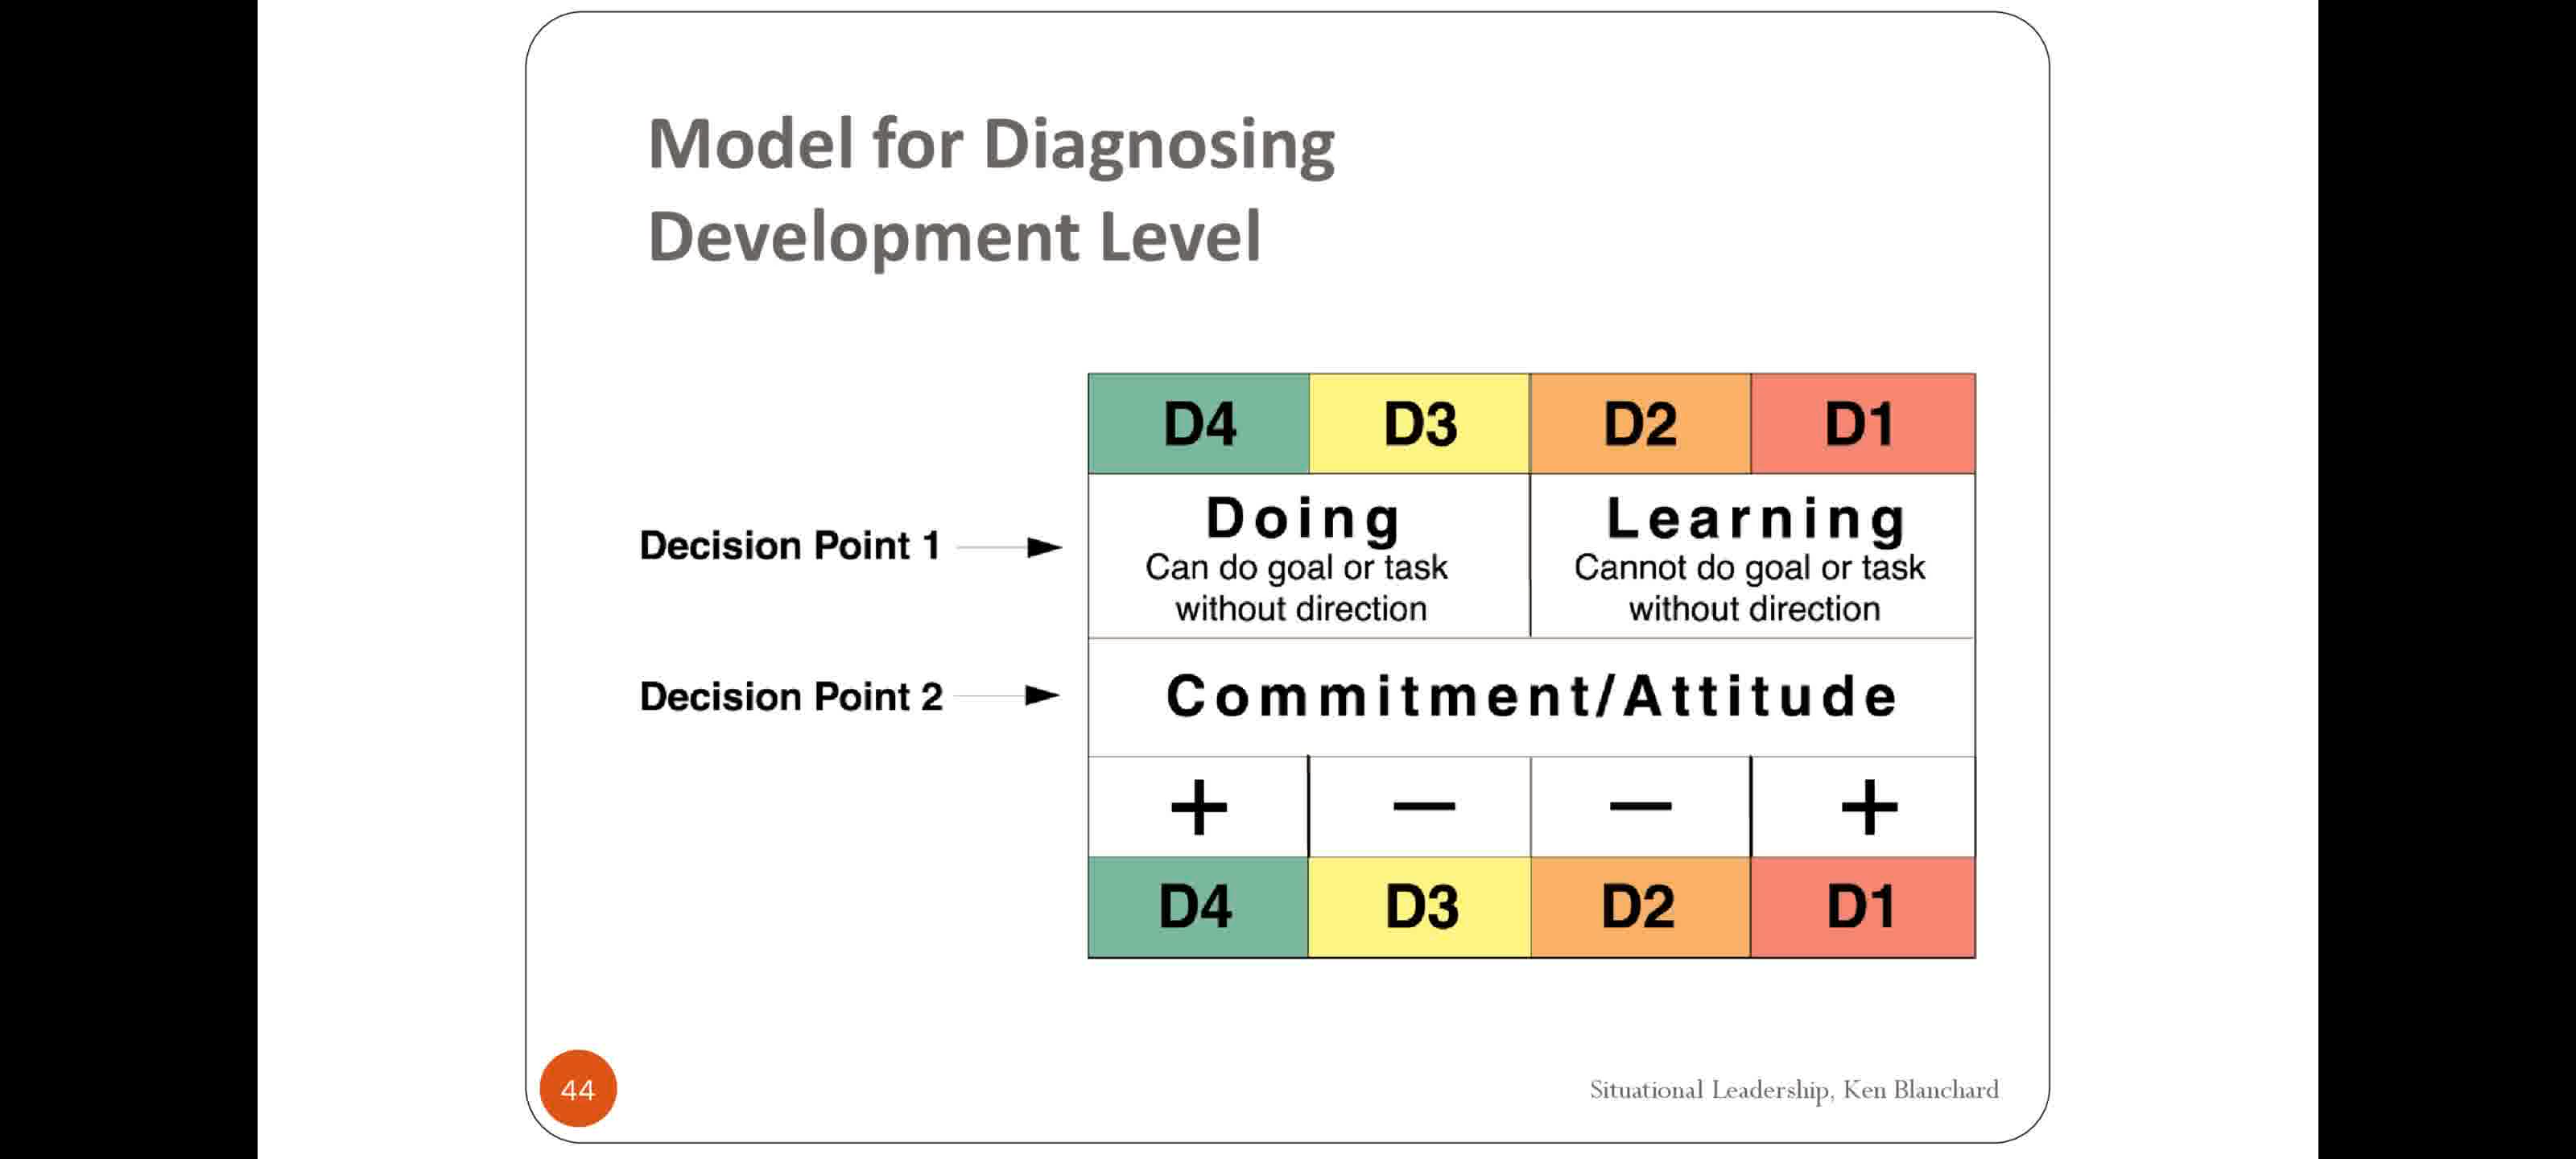 Model for Diagnosing
Development Level
D4 D3 D2 D1
Decision Point 1
Doing
Can do goal or task
without direction
Learning
Cannot do goal or task
without direction
Decision Point 2
Commitment/Attitude
+ — — +
D4 D3 D2 D1
44
Situational Leadership, Ken Blanchard